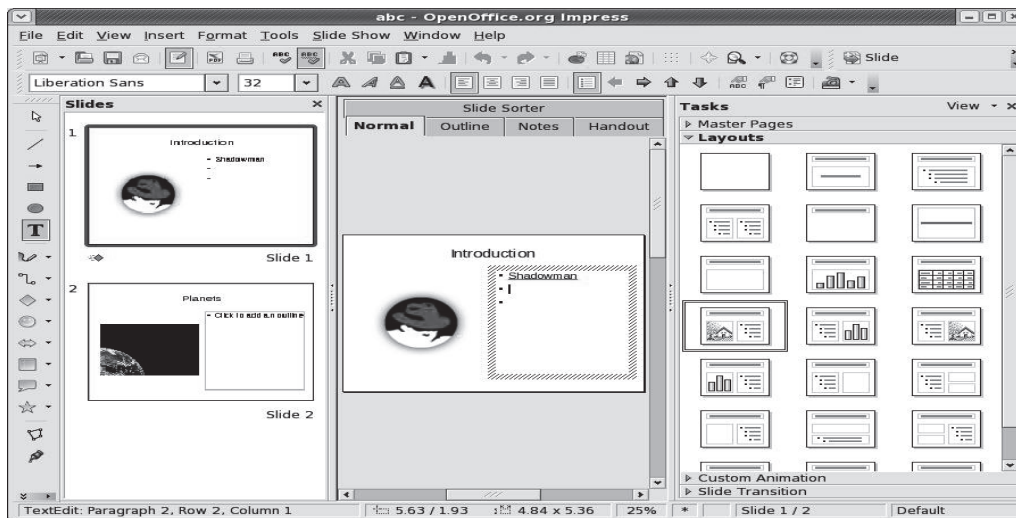 abc - OpenOffice.org Impress
File Edit View Insert Format Tools Slide Show Window Help
Slide
Liberation Sans 32
Slides
1
Introduction
Shadowman
Slide 1
2
Planets
Click to add an outline
Slide 2
Slide Sorter
Normal Outline Notes Handout
Introduction
Shadowman
Tasks View
Master Pages
Layouts
Custom Animation
Slide Transition
TextEdit: Paragraph 2, Row 2, Column 1 5.63 / 1.93 4.84 x 5.36 25% * Slide 1 / 2 Default